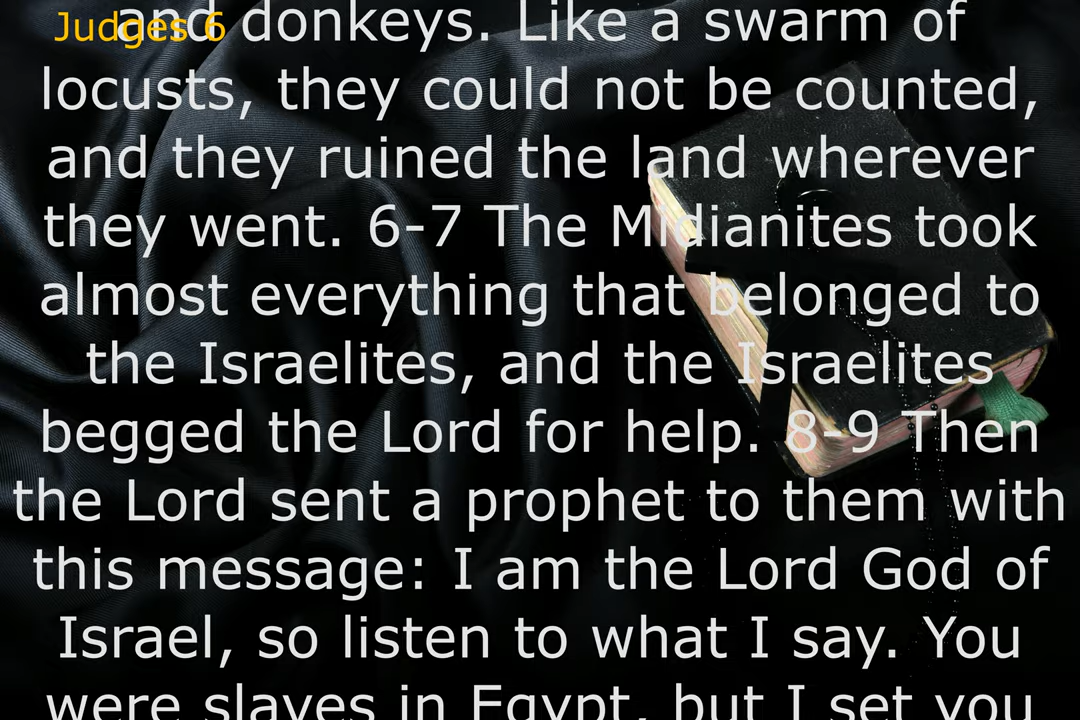 Judges 6
and donkeys. Like a swarm of
locusts, they could not be counted,
and they ruined the land wherever
they went. 6-7 The Midianites took
almost everything that belonged to
the Israelites, and the Israelites
begged the Lord for help. 8-9 Then
the Lord sent a prophet to them with
this message: I am the Lord God of
Israel, so listen to what I say. You
were slaves in Egypt, but I set you